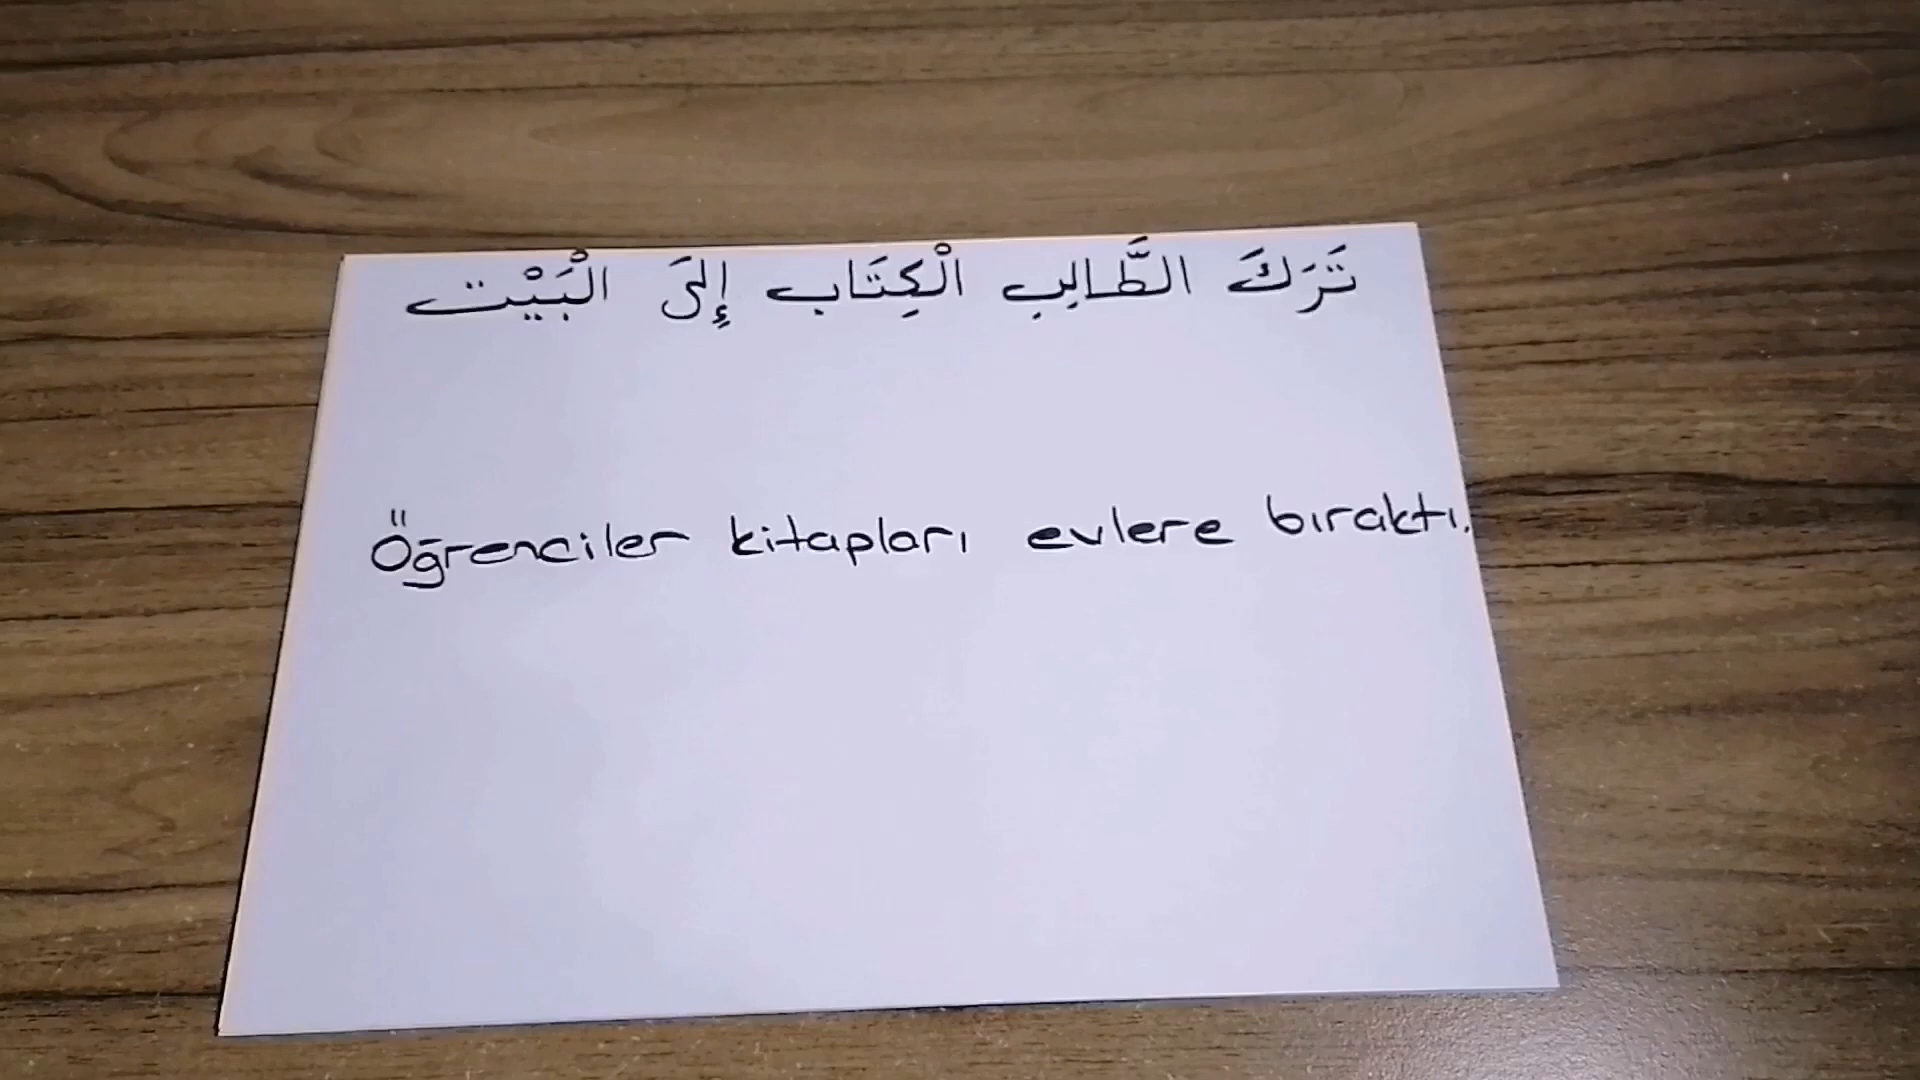 تَرَكَ الطَّالِبِ الْكِتَاب إِلَىَ الْبَيْت
Öğrenciler kitapları evlere bıraktı.